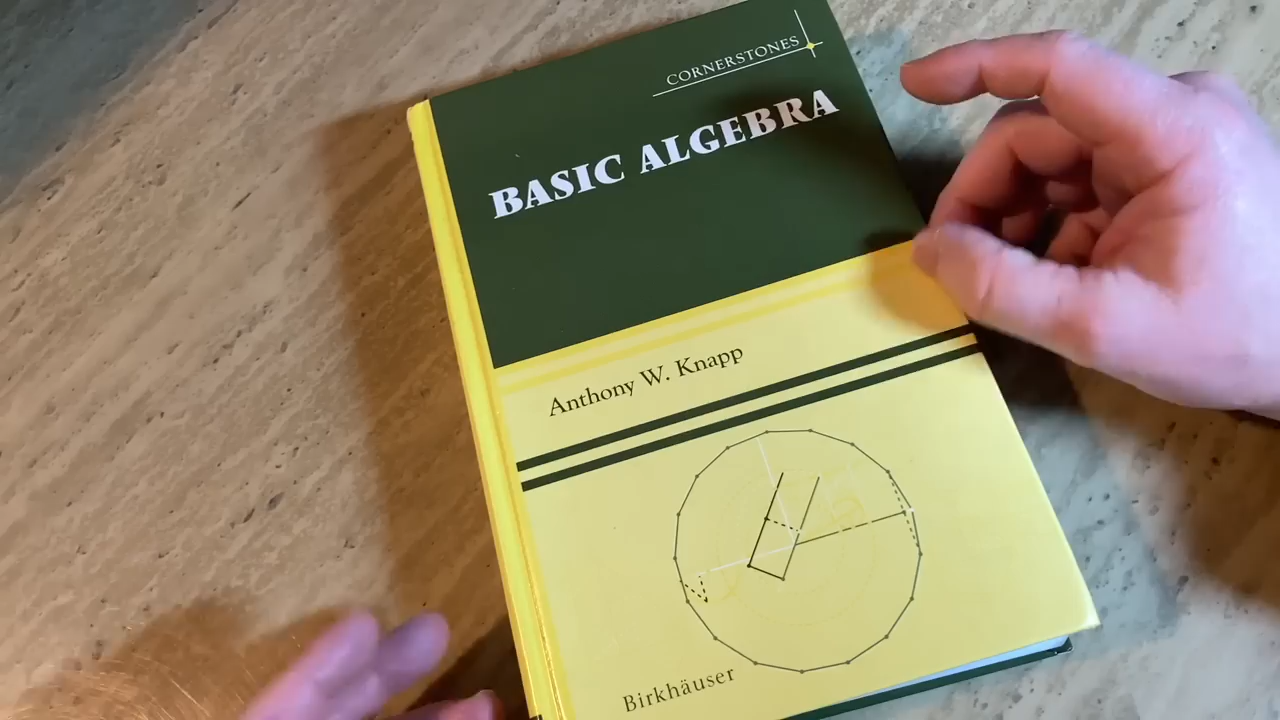 CORNERSTONES
BASIC ALGEBRA
Anthony W. Knapp
Birkhäuser